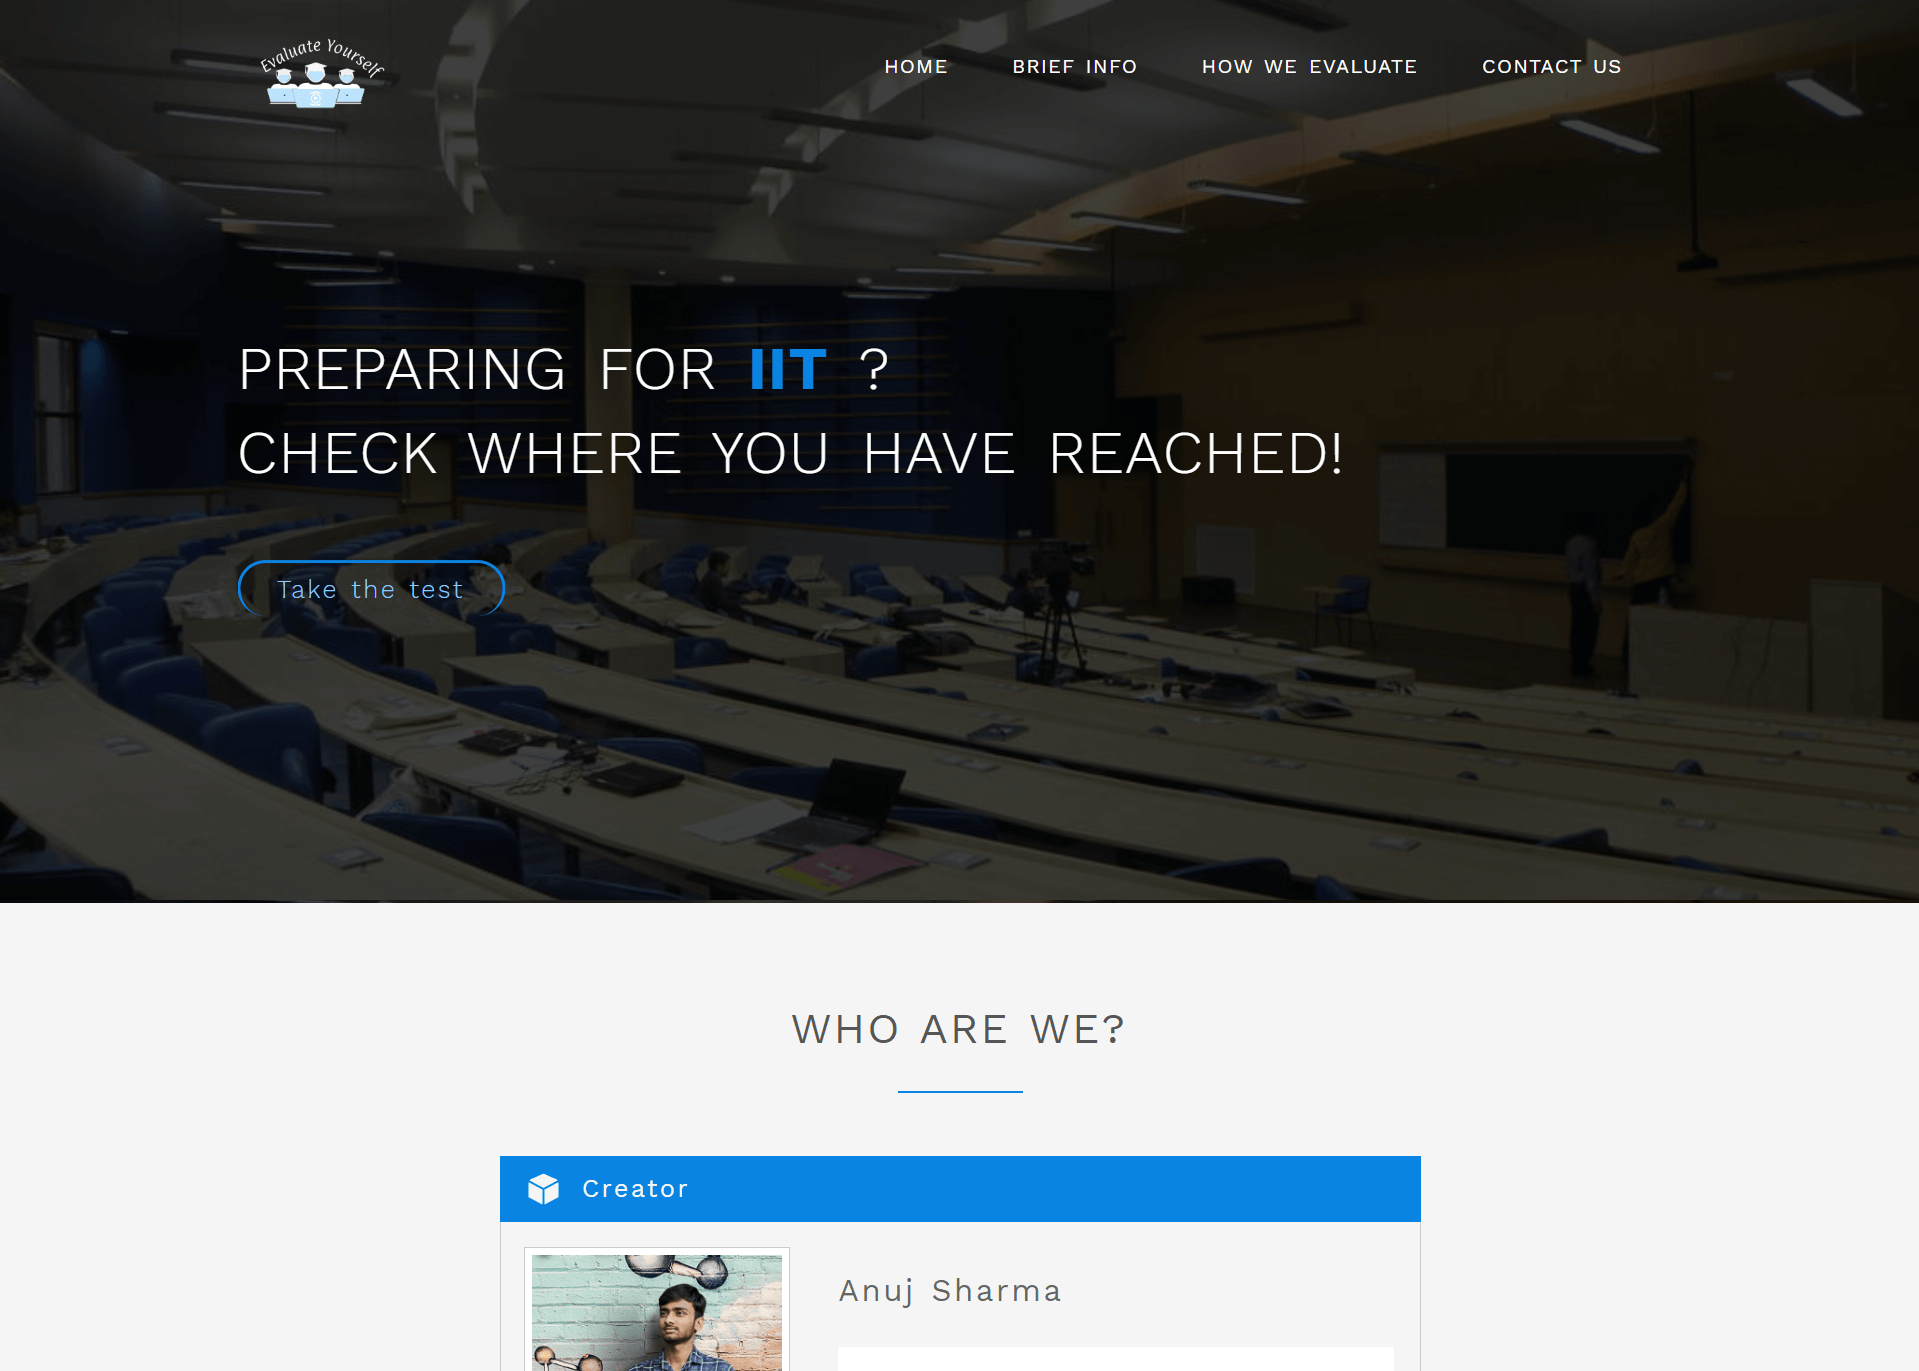 Evaluate Yourself
HOME BRIEF INFO HOW WE EVALUATE CONTACT US
PREPARING FOR IIT ?
CHECK WHERE YOU HAVE REACHED!
Take the test
WHO ARE WE?
Creator
Anuj Sharma